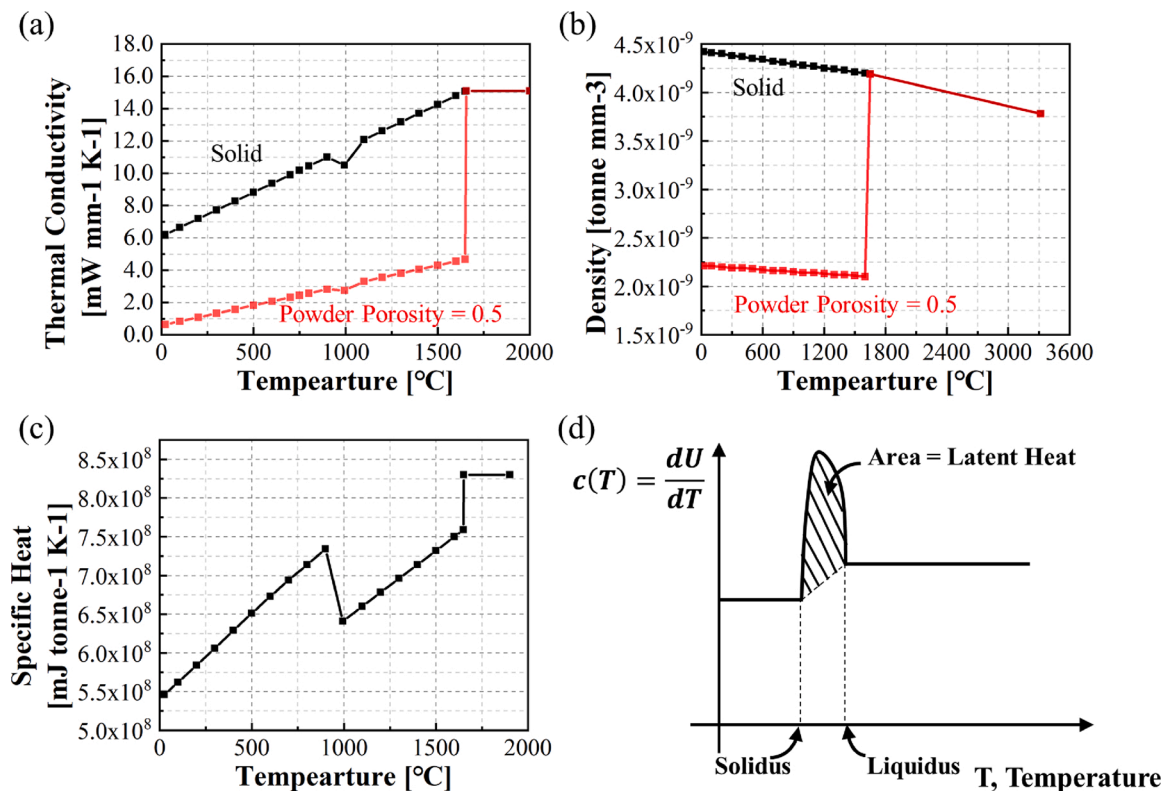 (a)
Thermal Conductivity
[mW mm-1 K-1]
18.0
16.0
14.0
12.0
10.0
8.0
6.0
4.0
2.0
0.0
Solid
Powder Porosity = 0.5
0 500 1000 1500 2000
Tempearture [°C]
(b)
Density [tonne mm-3]
4.5x10⁻⁹
4.0x10⁻⁹
3.5x10⁻⁹
4.0x10⁻⁹
2.5x10⁻⁹
2.0x10⁻⁹
1.5x10⁻⁹
Solid
Powder Porosity = 0.5
0 600 1200 1800 2400 3000 3600
Tempearture [°C]
(c)
Specific Heat
[mJ tonne-1 K-1]
8.5x10⁸
8.0x10⁸
7.5x10⁸
7.0x10⁸
6.5x10⁸
6.0x10⁸
5.5x10⁸
5.0x10⁸
0 500 1000 1500 2000
Tempearture [°C]
(d)
c(T) = dU/dT
Area = Latent Heat
Solidus
Liquidus
T, Temperature